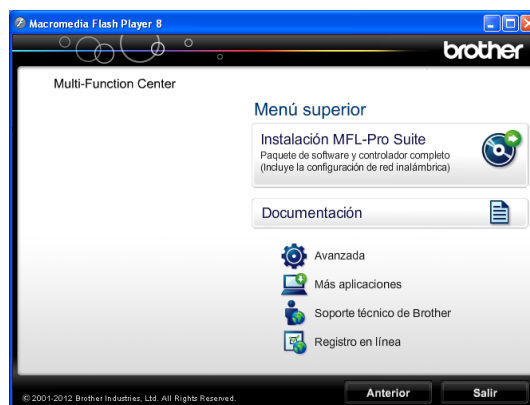 Macromedia Flash Player 8
brother
Multi-Function Center
Menú superior
Instalación MFL-Pro Suite
Paquete de software y controlador completo
(Incluye la configuración de red inalámbrica)
Documentación
Avanzada
Más aplicaciones
Soporte técnico de Brother
Registro en línea
© 2001-2012 Brother Industries, Ltd. All Rights Reserved.
Anterior
Salir